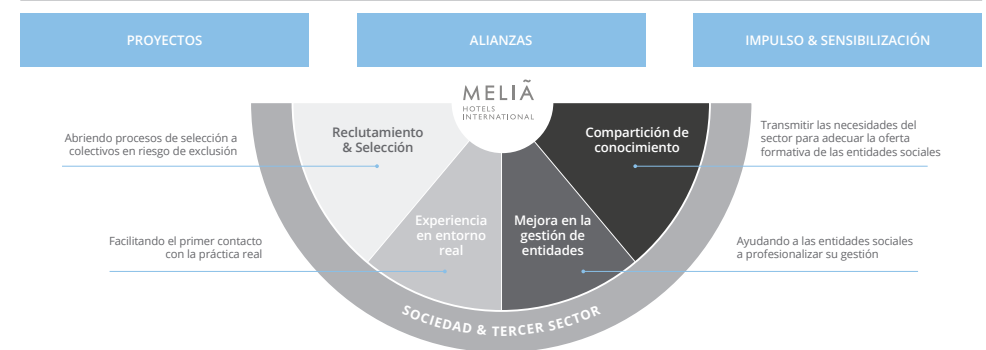 PROYECTOS
ALIANZAS
IMPULSO & SENSIBILIZACIÓN
MELIÃ
HOTELS
INTERNATIONAL
Abriendo procesos de selección a
colectivos en riesgo de exclusión
Reclutamiento
& Selección
Compartición de
conocimiento
Transmitir las necesidades del
sector para adecuar la oferta
formativa de las entidades sociales
Facilitando el primer contacto
con la práctica real
Experiencia
en entorno
real
Mejora en la
gestión de
entidades
Ayudando a las entidades sociales
a profesionalizar su gestión
SOCIEDAD & TERCER SECTOR